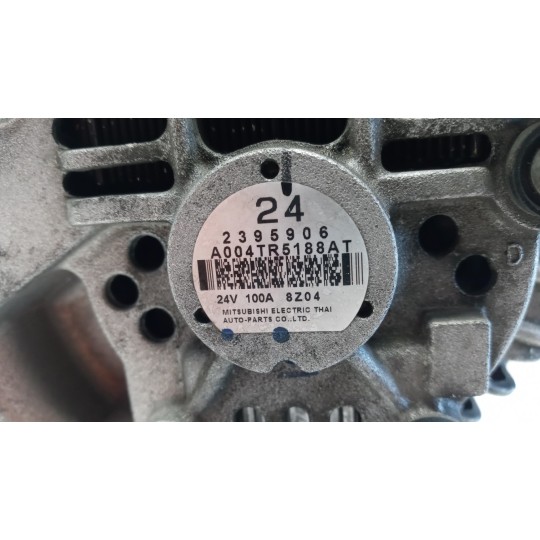 24
2395906
A004TR5188AT
24V 100A 8Z04
MITSUBISHI ELECTRIC THAI
AUTO-PARTS CO.,LTD.
D